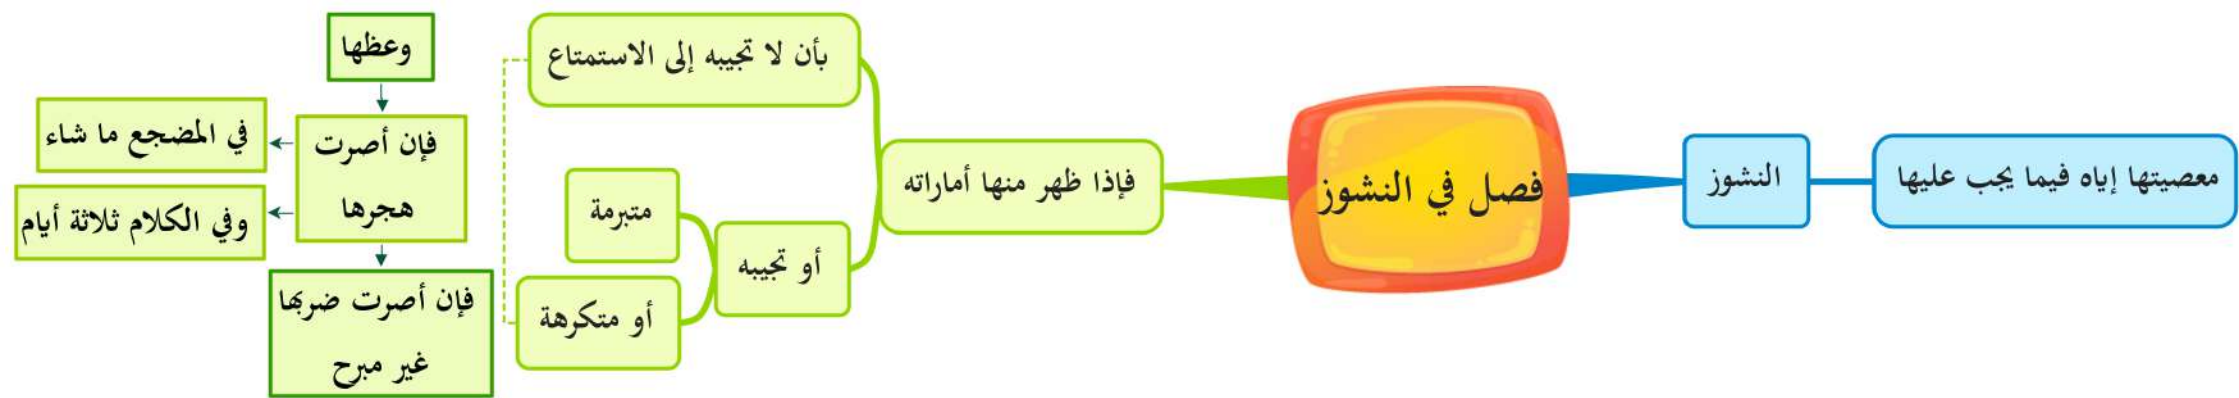 فصل في النشوز
النشوز
معصيتها إياه فيما يجب عليها
فإذا ظهر منها أماراته
بأن لا تجيبه إلى الاستمتاع
أو تجيبه
متبرمة
أو متكرهة
وعظها
فإن أصرت
هجرها
في المضجع ما شاء
وفي الكلام ثلاثة أيام
فإن أصرت ضربها
غير مبرح